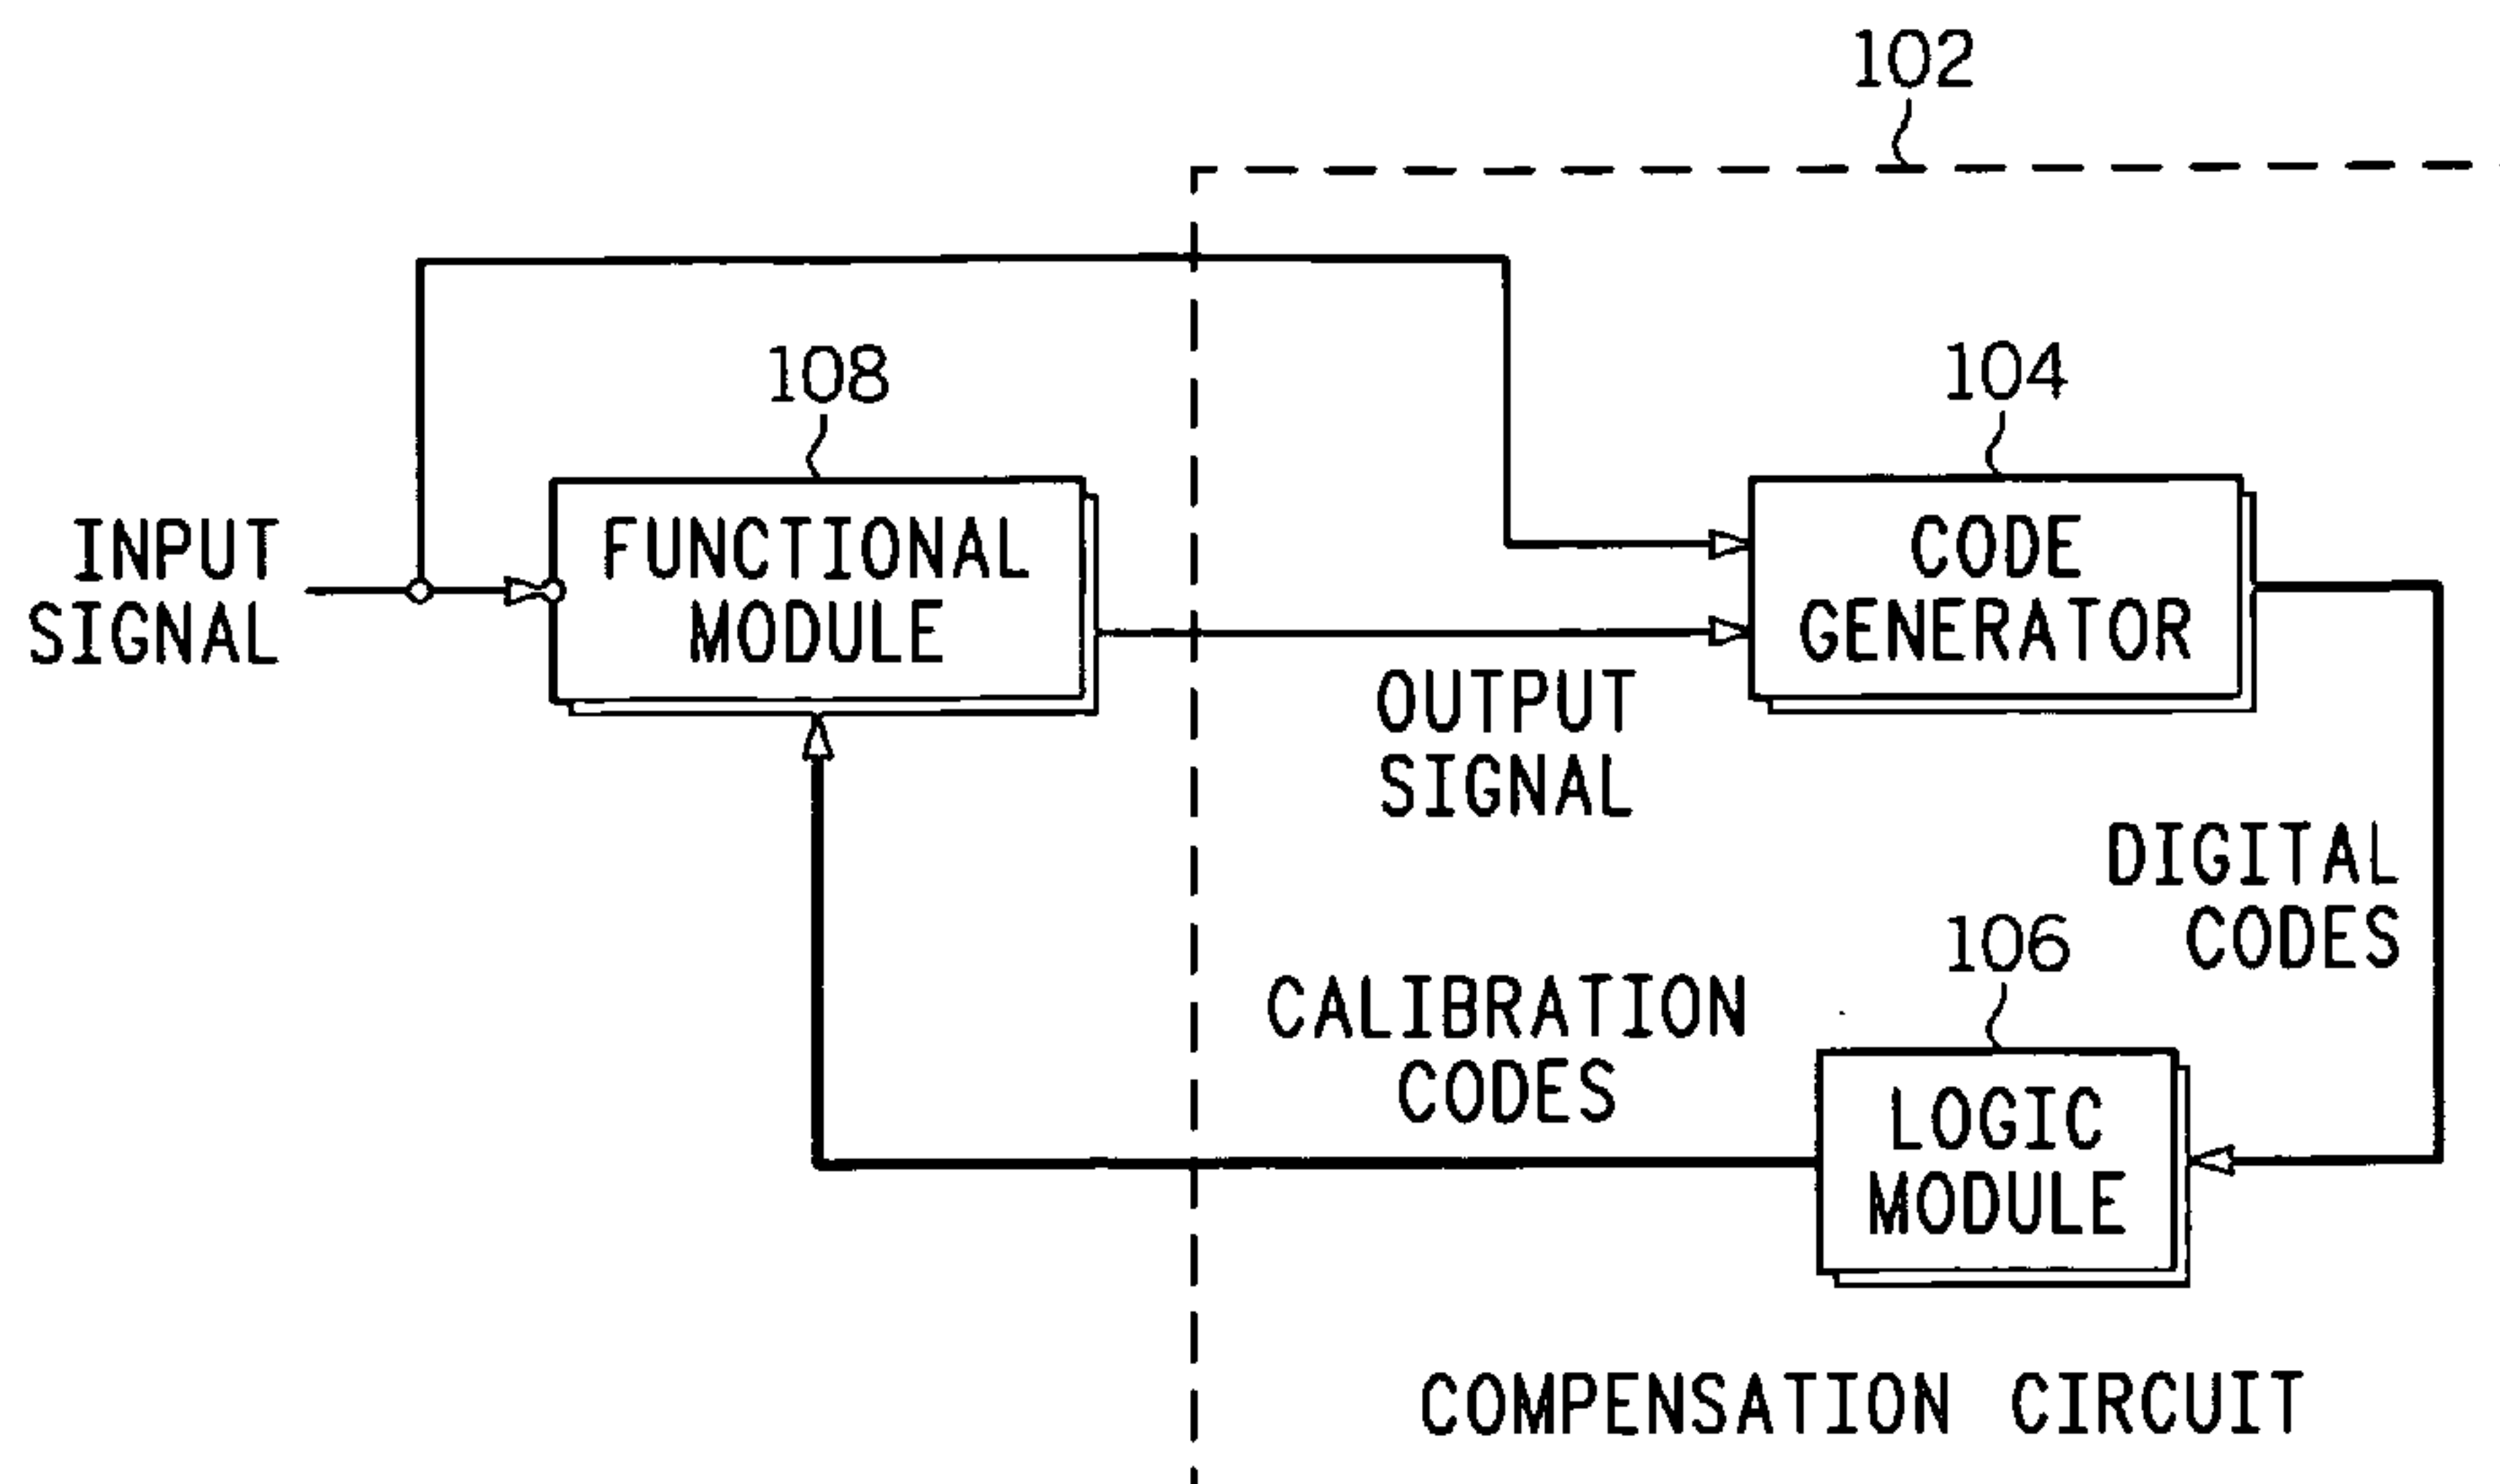 102
108
104
INPUT
SIGNAL
FUNCTIONAL
MODULE
CODE
GENERATOR
OUTPUT
SIGNAL
DIGITAL
CODES
106
CALIBRATION
CODES
LOGIC
MODULE
COMPENSATION CIRCUIT